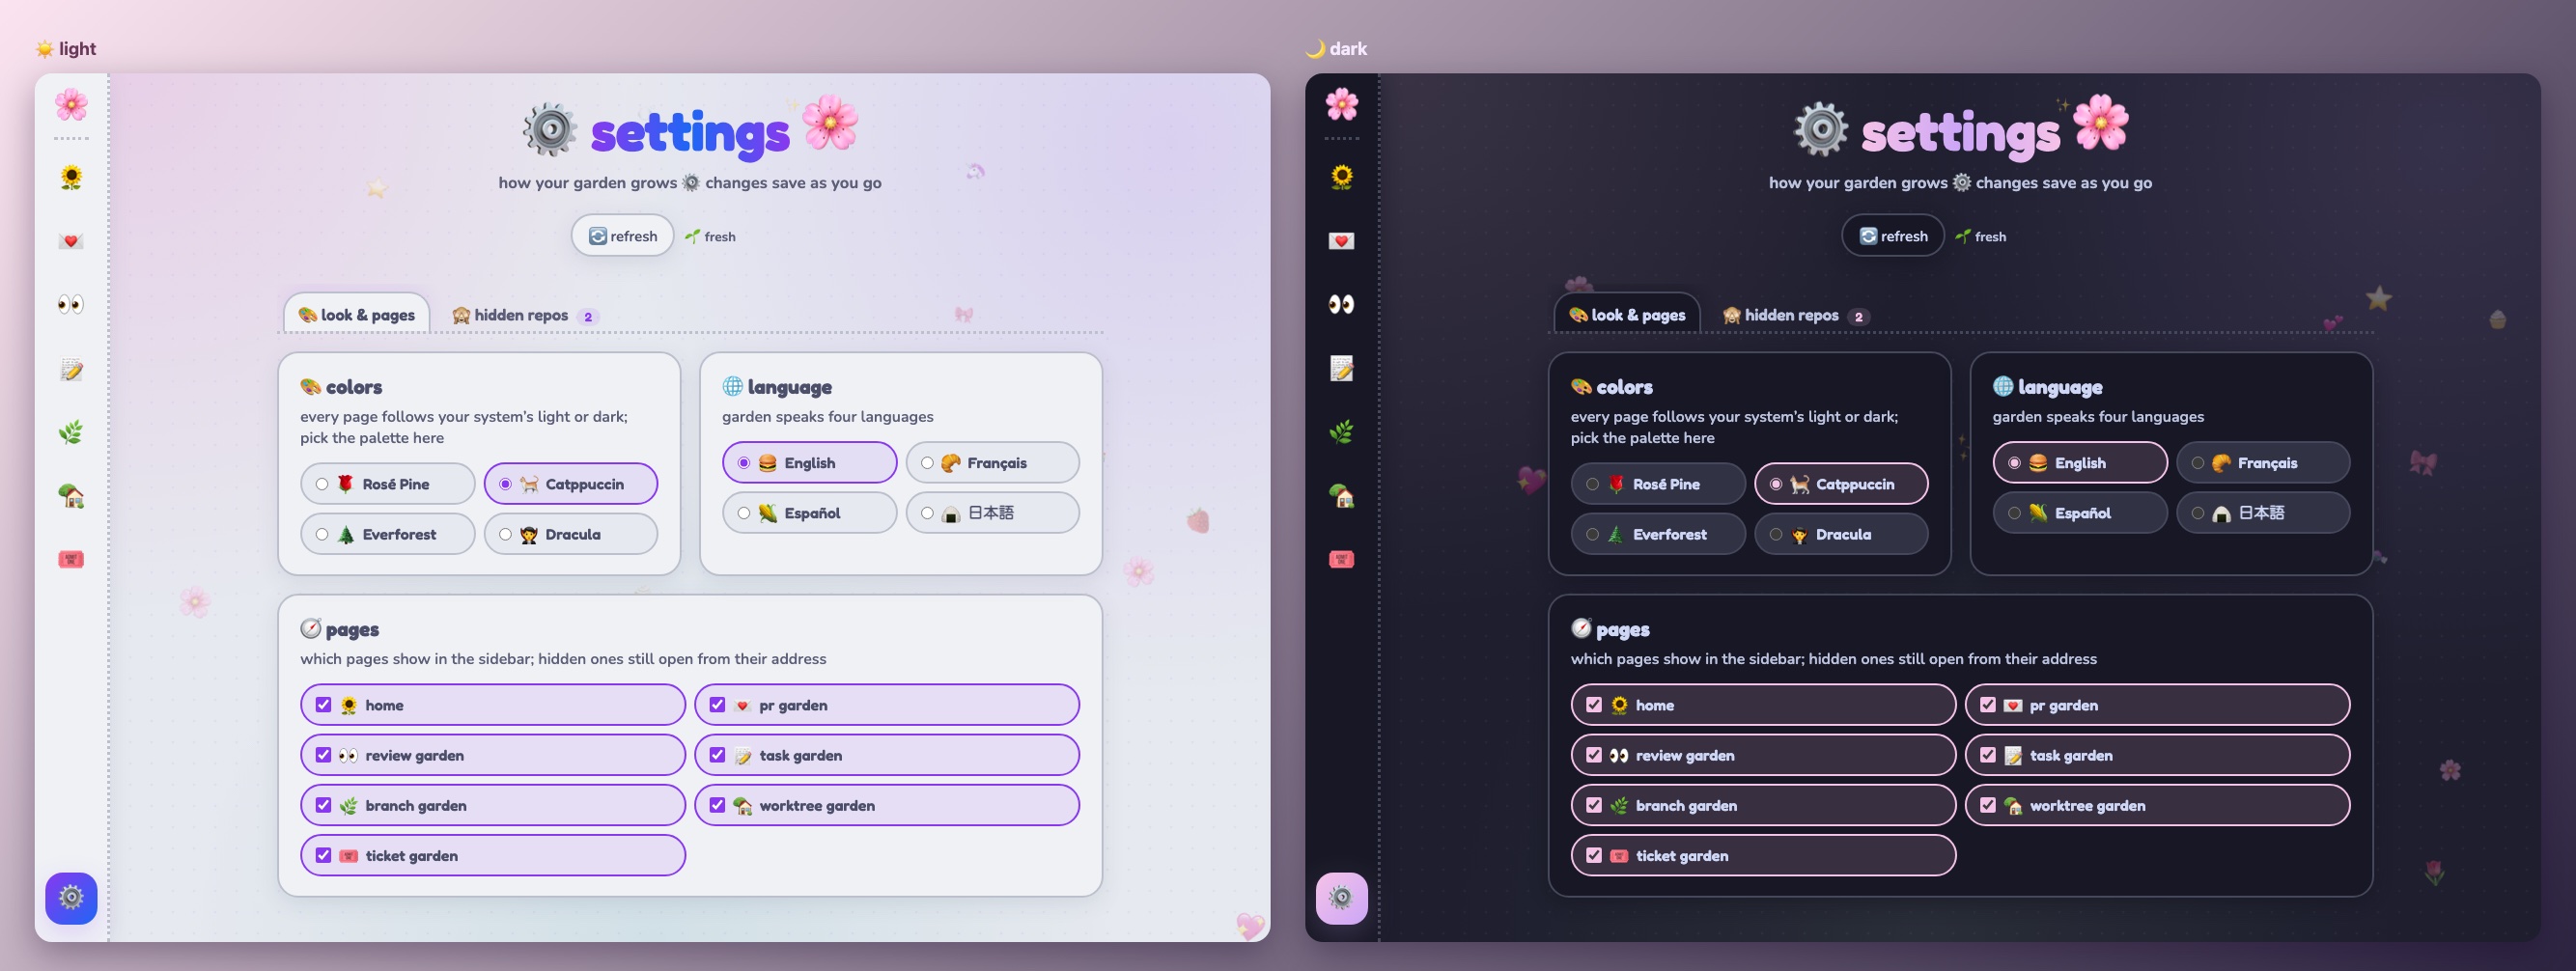 light
settings
how your garden grows ⚙️ changes save as you go
refresh
fresh
look & pages
hidden repos 2
colors
every page follows your system's light or dark;
pick the palette here
Rosé Pine
Catppuccin
Everforest
Dracula
language
garden speaks four languages
English
Français
Español
日本語
pages
which pages show in the sidebar; hidden ones still open from their address
home
pr garden
review garden
task garden
branch garden
worktree garden
ticket garden
dark
settings
how your garden grows ⚙️ changes save as you go
refresh
fresh
look & pages
hidden repos 2
colors
every page follows your system's light or dark;
pick the palette here
Rosé Pine
Catppuccin
Everforest
Dracula
language
garden speaks four languages
English
Français
Español
日本語
pages
which pages show in the sidebar; hidden ones still open from their address
home
pr garden
review garden
task garden
branch garden
worktree garden
ticket garden